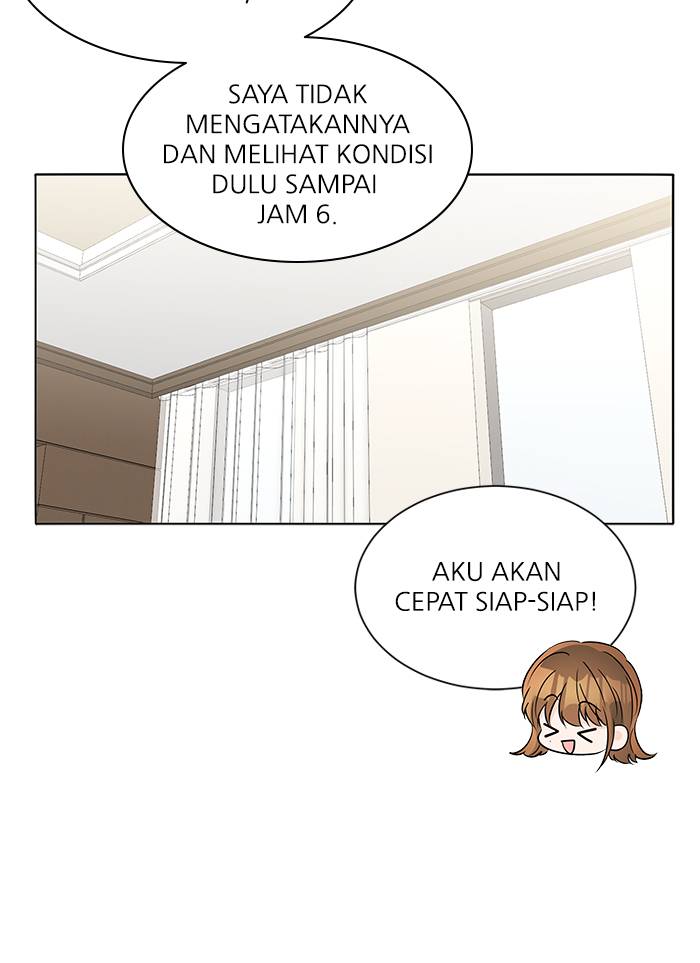 SAYA TIDAK
MENGATAKANNYA
DAN MELIHAT KONDISI
DULU SAMPAI
JAM 6.
AKU AKAN
CEPAT SIAP-SIAP!